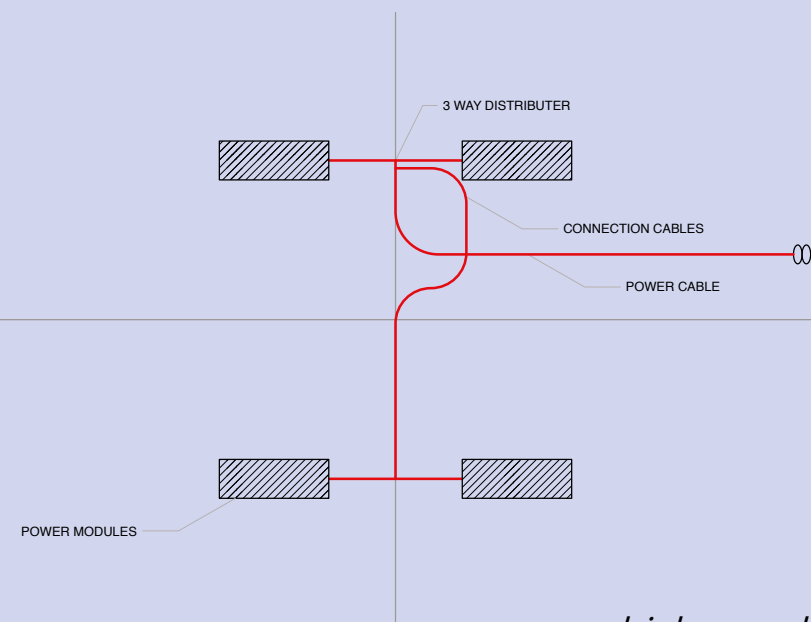 3 WAY DISTRIBUTER
CONNECTION CABLES
POWER CABLE
POWER MODULES